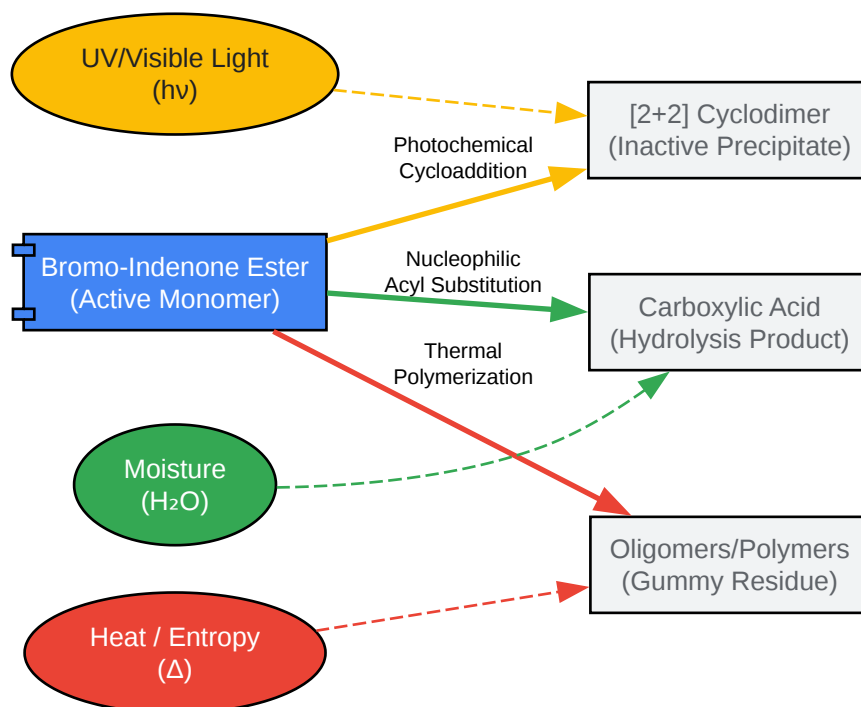 UV/Visible Light
(hν)
[2+2] Cyclodimer
(Inactive Precipitate)
Photochemical
Cycloaddition
Bromo-Indenone Ester
(Active Monomer)
Nucleophilic
Acyl Substitution
Carboxylic Acid
(Hydrolysis Product)
Thermal
Polymerization
Moisture
(H₂O)
Oligomers/Polymers
(Gummy Residue)
Heat / Entropy
(Δ)